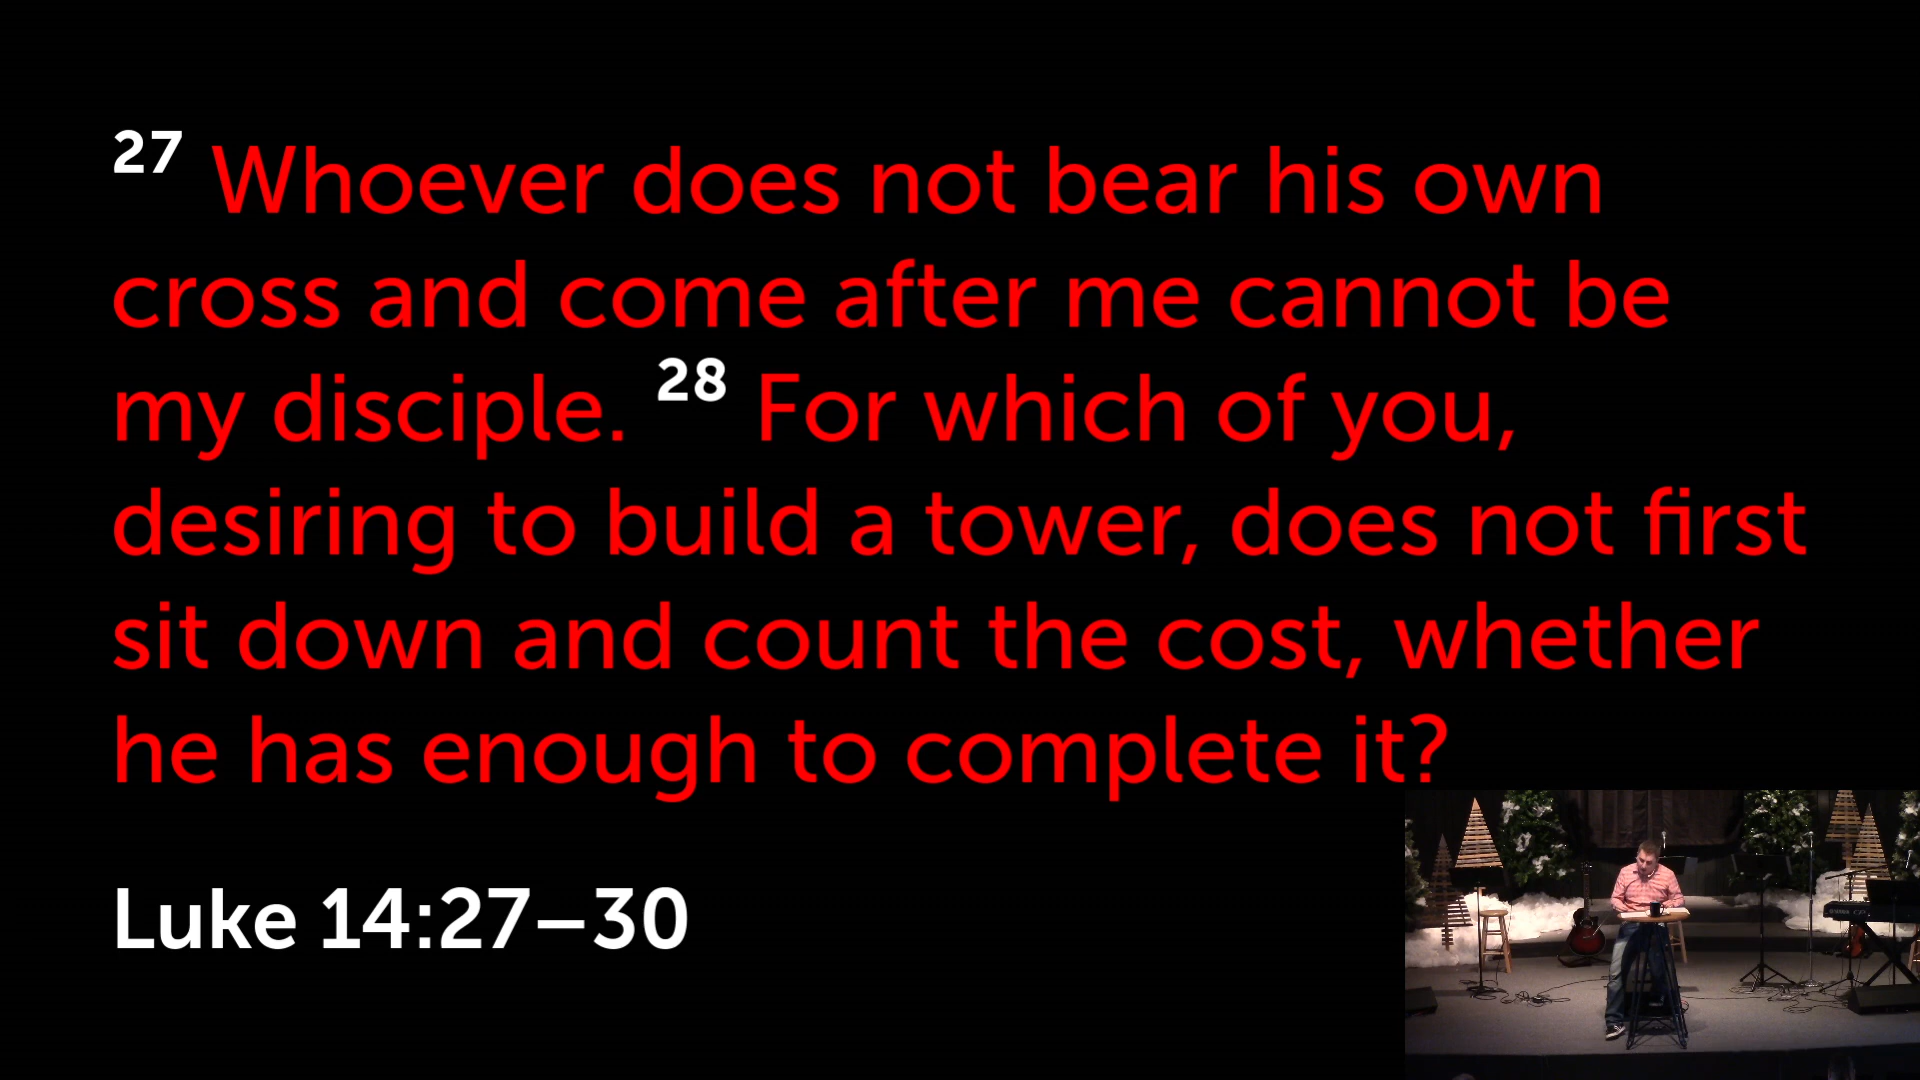 27 Whoever does not bear his own
cross and come after me cannot be
my disciple. 28 For which of you,
desiring to build a tower, does not first
sit down and count the cost, whether
he has enough to complete it?
Luke 14:27–30